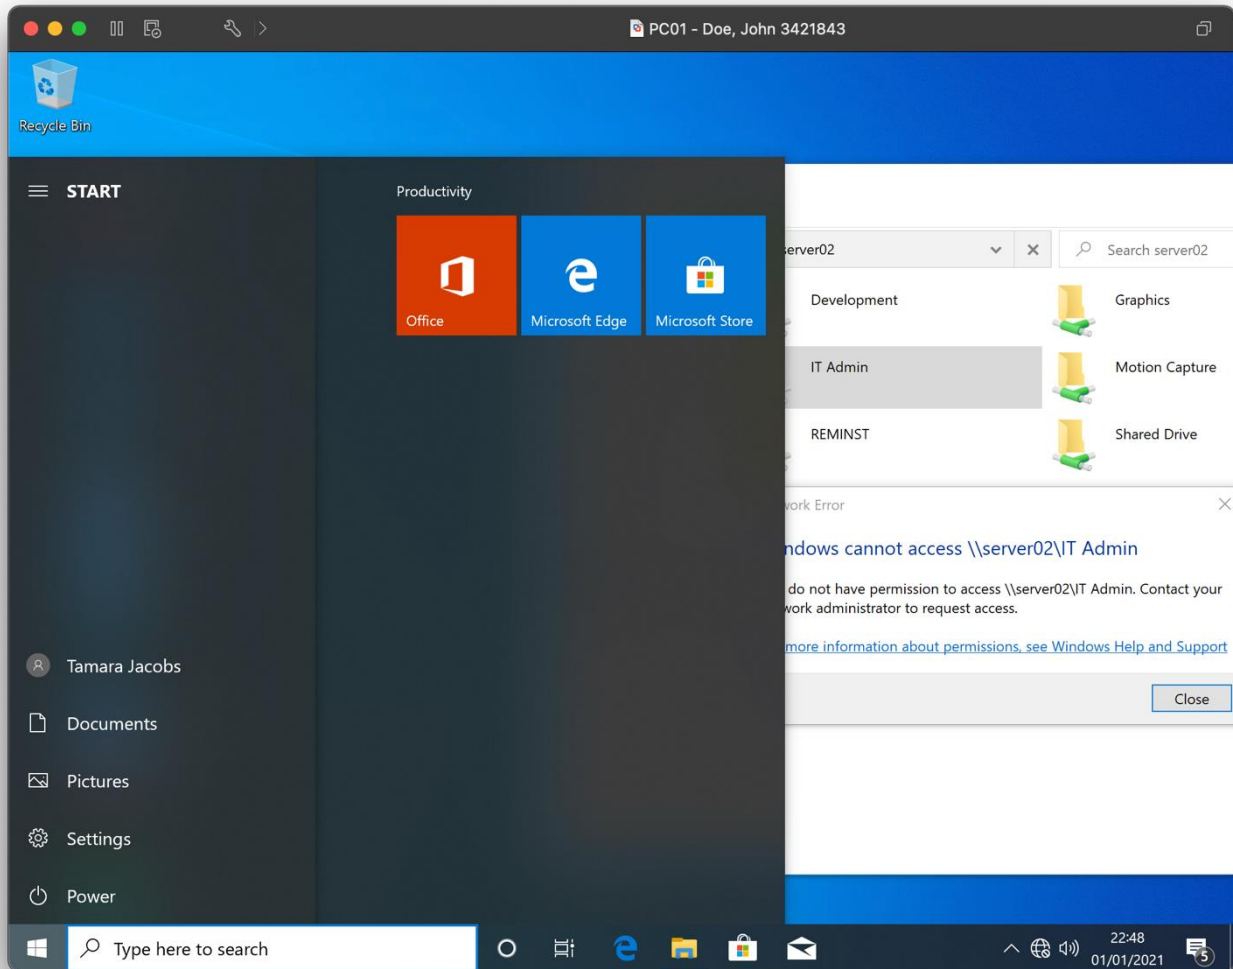 PC01 - Doe, John 3421843
Recycle Bin
START
Productivity
Office
Microsoft Edge
Microsoft Store
server02
Search server02
Development
Graphics
IT Admin
Motion Capture
REMINST
Shared Drive
work Error
ndows cannot access \\server02\IT Admin
do not have permission to access \\server02\IT Admin. Contact your
work administrator to request access.
more information about permissions, see Windows Help and Support
Close
Tamara Jacobs
Documents
Pictures
Settings
Power
Type here to search
22:48
01/01/2021
5